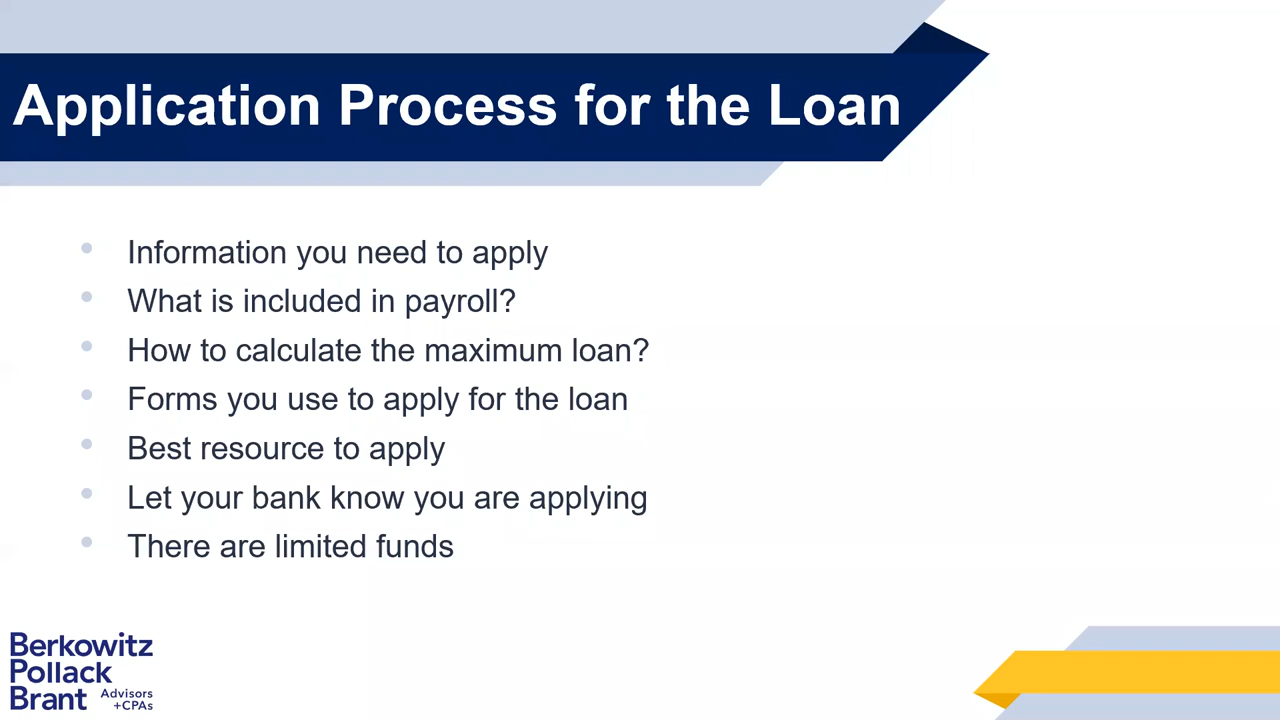 Application Process for the Loan
Information you need to apply
What is included in payroll?
How to calculate the maximum loan?
Forms you use to apply for the loan
Best resource to apply
Let your bank know you are applying
There are limited funds
Berkowitz
Pollack
Brant Advisors
+CPAs